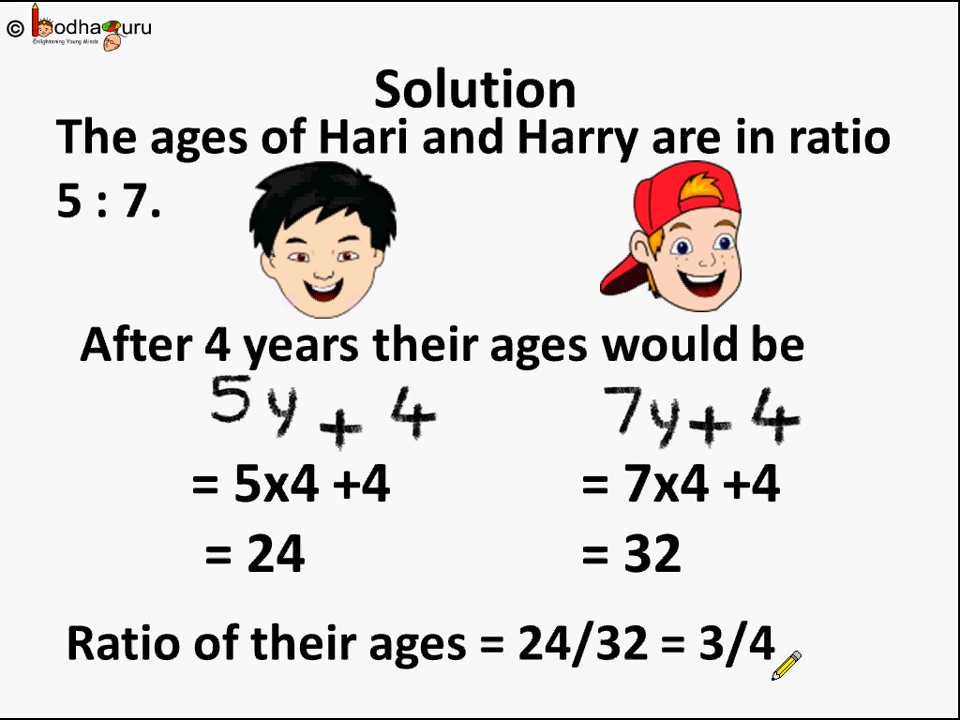 © BodhaGuru
Enlightening Young Minds
Solution
The ages of Hari and Harry are in ratio
5 : 7.
After 4 years their ages would be
5y + 4 7y + 4
= 5x4 +4 = 7x4 +4
= 24 = 32
Ratio of their ages = 24/32 = 3/4